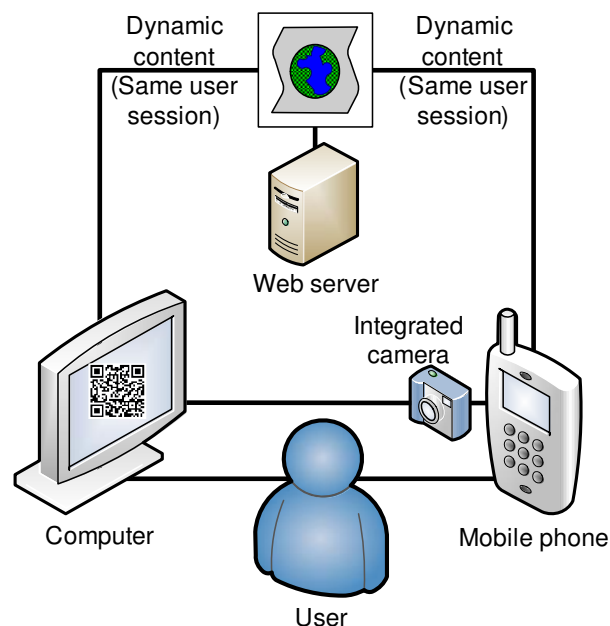 Dynamic
content
(Same user
session)
Dynamic
content
(Same user
session)
Web server
Integrated
camera
Computer
Mobile phone
User